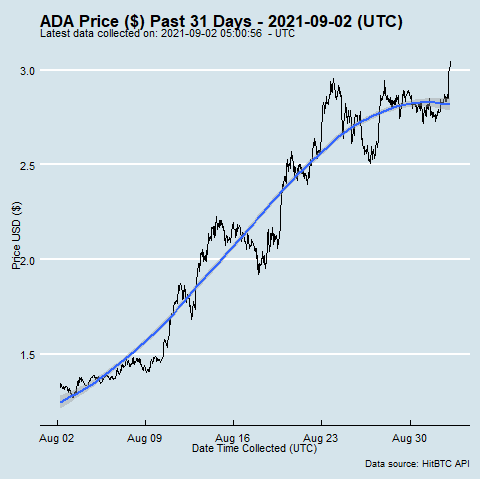 ADA Price ($) Past 31 Days - 2021-09-02 (UTC)
Latest data collected on: 2021-09-02 05:00:56 - UTC
Price USD ($)
3.0
2.5
2.0
1.5
Aug 02 Aug 09 Aug 16 Aug 23 Aug 30
Date Time Collected (UTC)
Data source: HitBTC API